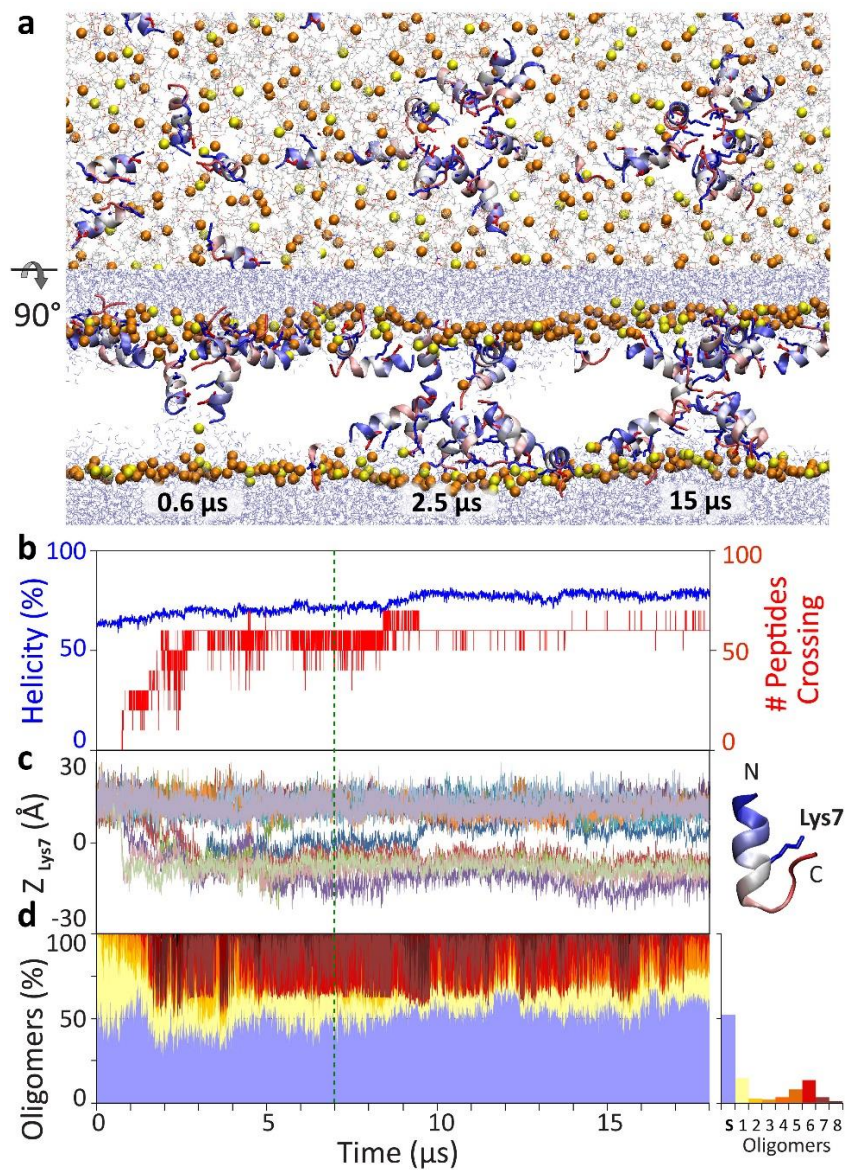 a
90°
0.6 µs 2.5 µs 15 µs
b
100
50
0
Helicity (%)
100
50
0
# Peptides
Crossing
c
30
0
-30
Z Lys7 (Å)
N
Lys7
C
d
100
50
0
Oligomers (%)
0 5 10 15
Time (µs)
S 1 2 3 4 5 6 7 8
Oligomers